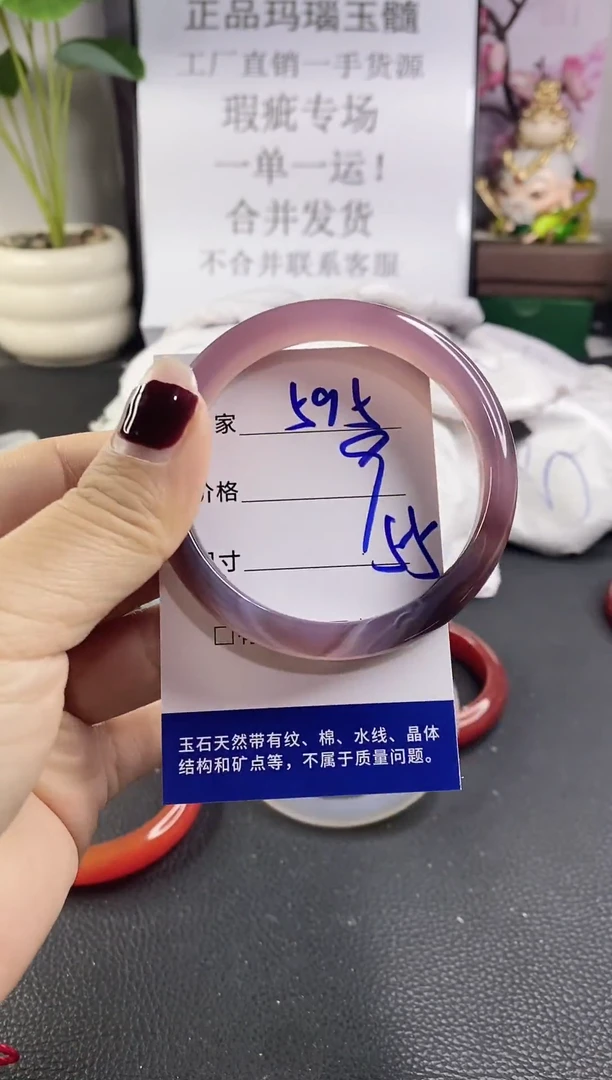 正品玛瑙玉髓
工厂直销一手货源
瑕疵专场
一单一运！
合并发货
不合并联系客服
家
价格
寸
55
玉石天然带有纹、棉、水线、晶体
结构和矿点等，不属于质量问题。